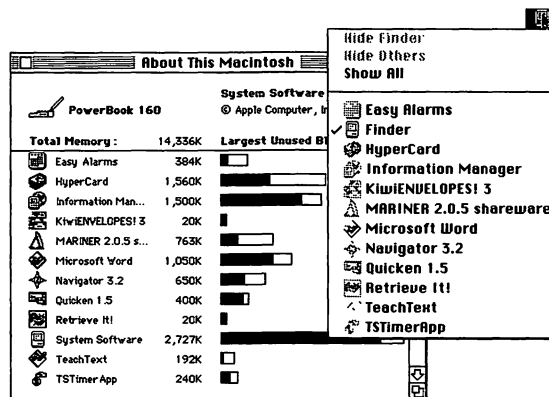 About This Macintosh
System Software
PowerBook 160
© Apple Computer, In
Total Memory : 14,336K Largest Unused Bl
Easy Alarms 384K
HyperCard 1,560K
Information Man... 1,500K
KiwiENVELOPES! 3 20K
MARINER 2.0.5 s... 763K
Microsoft Word 1,050K
Navigator 3.2 650K
Quicken 1.5 400K
Retrieve It! 20K
System Software 2,727K
TeachText 192K
TSTimerApp 240K
Hide Finder
Hide Others
Show All
Easy Alarms
Finder
HyperCard
Information Manager
KiwiENVELOPES! 3
MARINER 2.0.5 shareware
Microsoft Word
Navigator 3.2
Quicken 1.5
Retrieve It!
TeachText
TSTimerApp